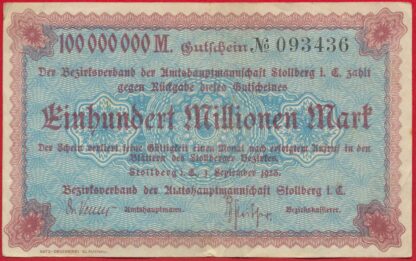 100 000 000 M. Gutschein. № 093436
Der Bezirksverband der Amtshauptmannschaft Stollberg i. E. zahlt
gegen Rückgabe dieses Gutscheines
Einhundert Millionen Mark
Der Schein verliert seine Gültigkeit einen Monat nach erfolgtem Aufruf in den
Blättern des Stollberger Bezirkes.
Stollberg i. E., 1. September 1923.
Bezirksverband der Amtshauptmannschaft Stollberg i. E.
Amtshauptmann. Bezirkskassierer.